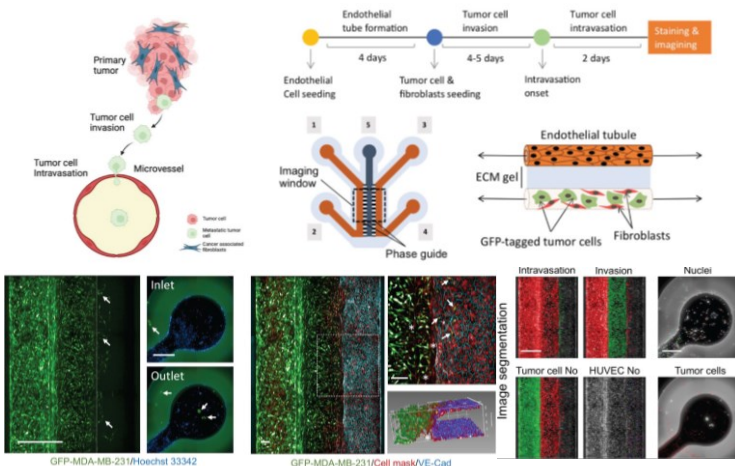 Primary
tumor
Tumor cell
invasion
Tumor cell
Intravasation
Microvessel
Tumor cell
Metastatic tumor
cell
Cancer associated
fibroblasts
Endothelial
tube formation
Tumor cell
invasion
Tumor cell
intravasation
Staining &
imagining
4 days
4-5 days
2 days
Endothelial
Cell seeding
Tumor cell &
fibroblasts seeding
Intravasation
onset
1
5
3
Imaging
window
2
4
Phase guide
Endothelial tubule
ECM gel
GFP-tagged tumor cells
Fibroblasts
Inlet
Outlet
GFP-MDA-MB-231/Hoechst 33342
GFP-MDA-MB-231/Cell mask/VE-Cad
Image segmentation
Intravasation
Invasion
Nuclei
Tumor cell No
HUVEC No
Tumor cells